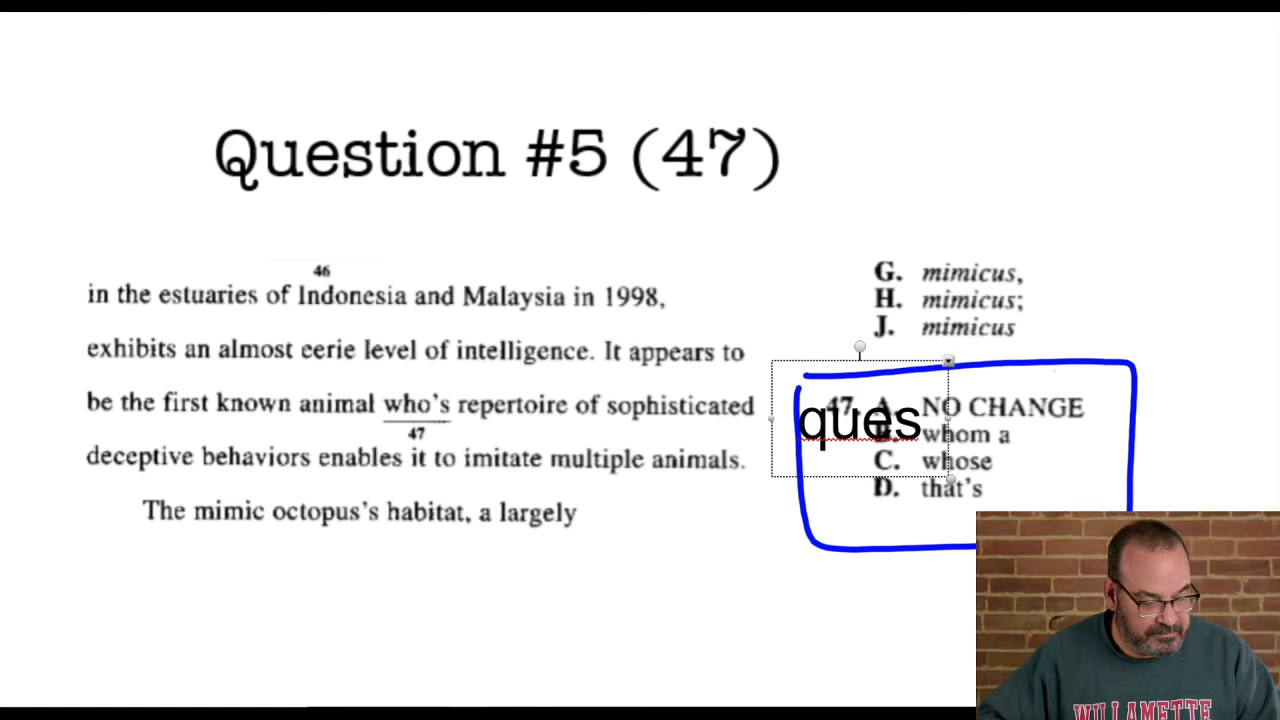 Question #5 (47)
46
in the estuaries of Indonesia and Malaysia in 1998,
exhibits an almost eerie level of intelligence. It appears to
be the first known animal who's repertoire of sophisticated
47
deceptive behaviors enables it to imitate multiple animals.
The mimic octopus's habitat, a largely
G. mimicus,
H. mimicus;
J. mimicus
47. A. NO CHANGE
ques
B. whom a
C. whose
D. that's
WILLAMETTE